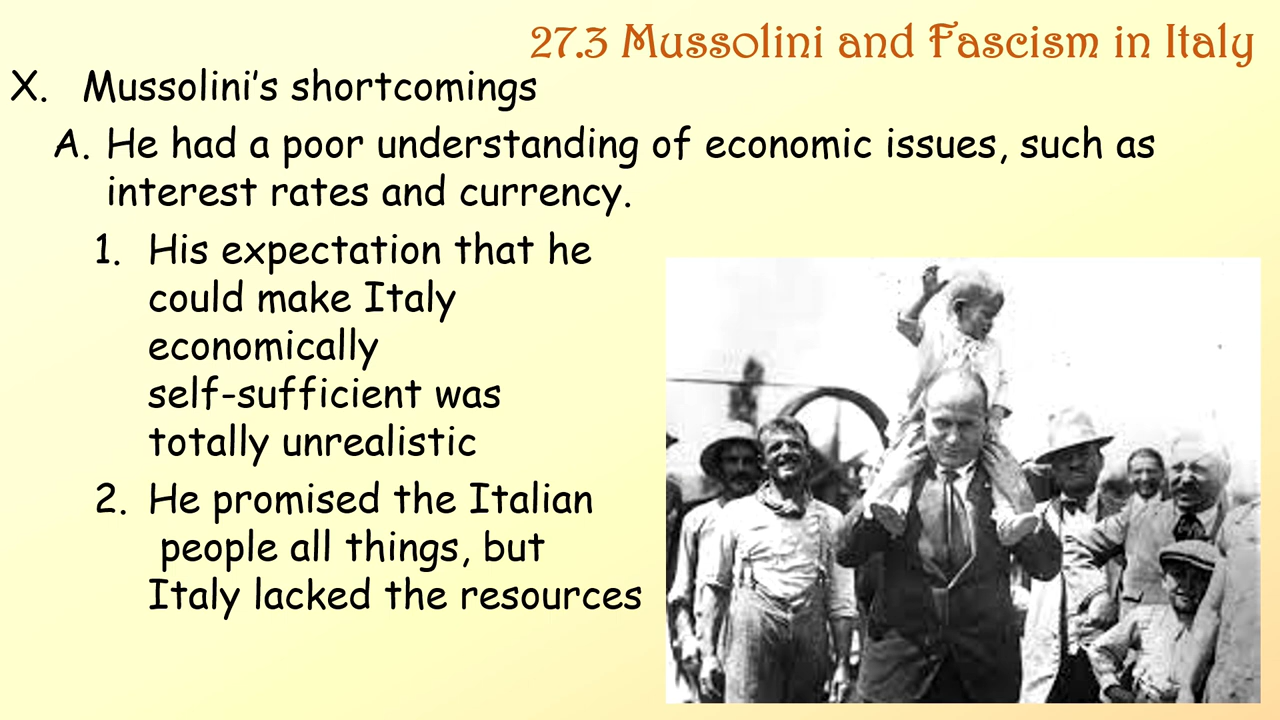 27.3 Mussolini and Fascism in Italy
X. Mussolini's shortcomings
A. He had a poor understanding of economic issues, such as
interest rates and currency.
1. His expectation that he
could make Italy
economically
self-sufficient was
totally unrealistic
2. He promised the Italian
people all things, but
Italy lacked the resources